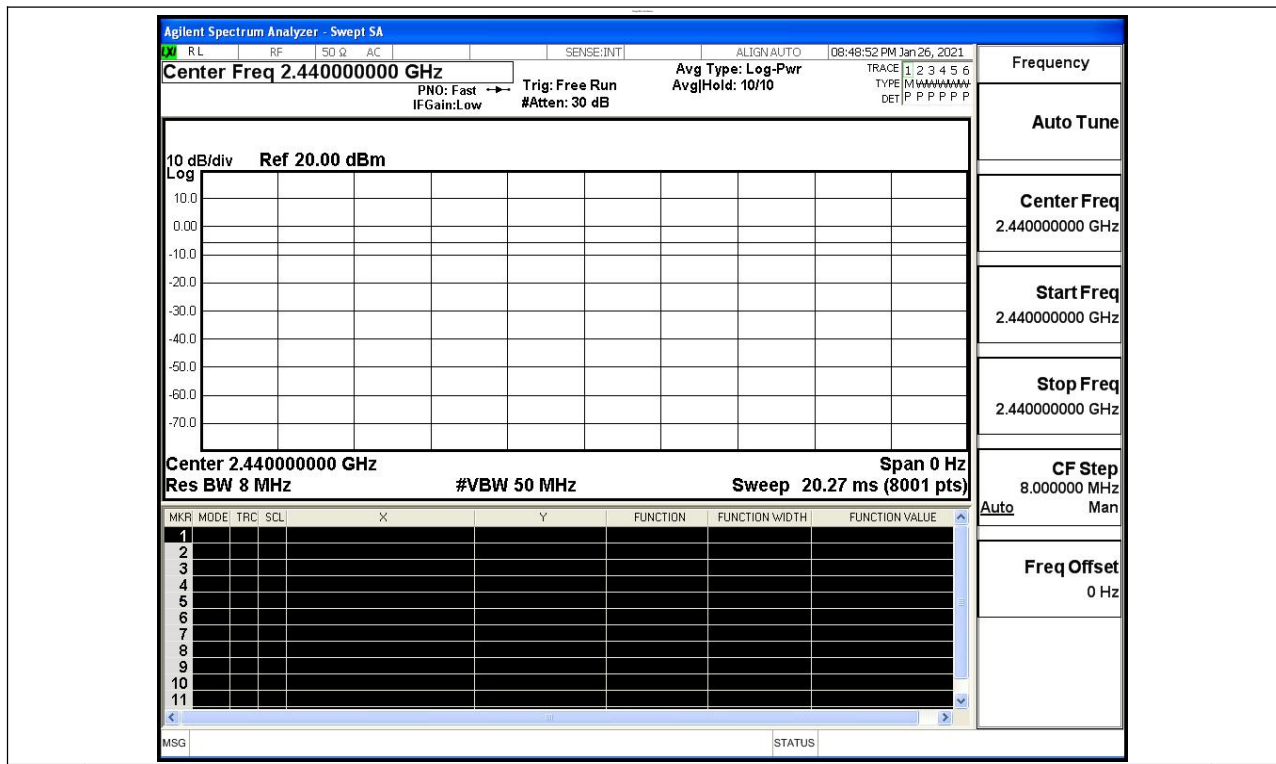 Agilent Spectrum Analyzer - Swept SA
LXI RL RF 50 Ω AC SENSE:INT ALIGNAUTO 08:48:52 PM Jan 26, 2021
Center Freq 2.440000000 GHz
PNO: Fast
IFGain:Low
Trig: Free Run
#Atten: 30 dB
Avg Type: Log-Pwr
Avg|Hold: 10/10
TRACE 1 2 3 4 5 6
TYPE M WWWWW
DET P P P P P P
10 dB/div Ref 20.00 dBm
Log
10.0
0.00
-10.0
-20.0
-30.0
-40.0
-50.0
-60.0
-70.0
Center 2.440000000 GHz Span 0 Hz
Res BW 8 MHz #VBW 50 MHz Sweep 20.27 ms (8001 pts)
MKR MODE TRC SCL X Y FUNCTION FUNCTION WIDTH FUNCTION VALUE
1
2
3
4
5
6
7
8
9
10
11
MSG STATUS
Frequency
Auto Tune
Center Freq
2.440000000 GHz
Start Freq
2.440000000 GHz
Stop Freq
2.440000000 GHz
CF Step
8.000000 MHz
Auto Man
Freq Offset
0 Hz